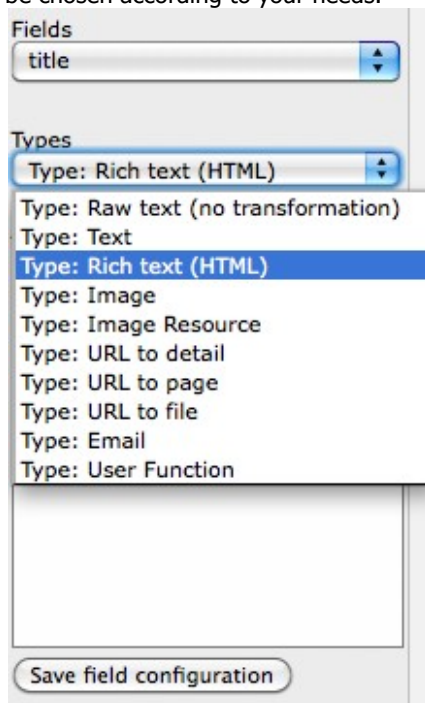 be chosen according to your needs.
Fields
title
Types
Type: Rich text (HTML)
Type: Raw text (no transformation)
Type: Text
Type: Rich text (HTML)
Type: Image
Type: Image Resource
Type: URL to detail
Type: URL to page
Type: URL to file
Type: Email
Type: User Function
Save field configuration